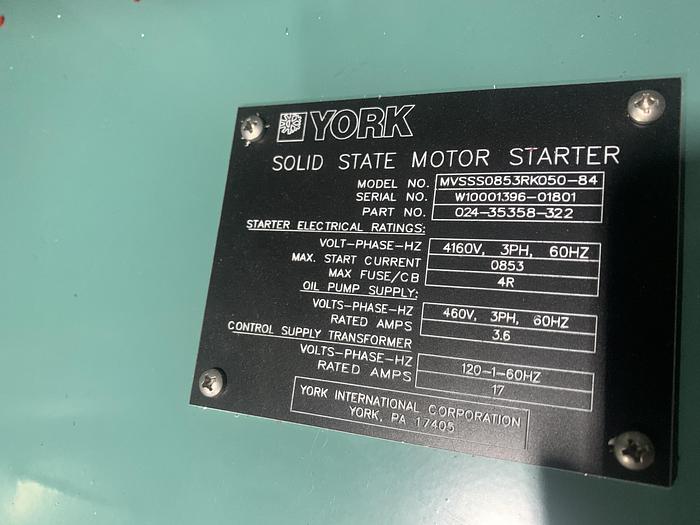 YORK
SOLID STATE MOTOR STARTER
MODEL NO. MVSSS0853RK050-84
SERIAL NO. W10001396-01801
PART NO. 024-35358-322
STARTER ELECTRICAL RATINGS:
VOLT-PHASE-HZ 4160V, 3PH, 60HZ
MAX. START CURRENT 0853
MAX FUSE/CB 4R
OIL PUMP SUPPLY:
VOLTS-PHASE-HZ 460V, 3PH, 60HZ
RATED AMPS 3.6
CONTROL SUPPLY TRANSFORMER
VOLTS-PHASE-HZ 120-1-60HZ
RATED AMPS 17
YORK INTERNATIONAL CORPORATION
YORK, PA 17405